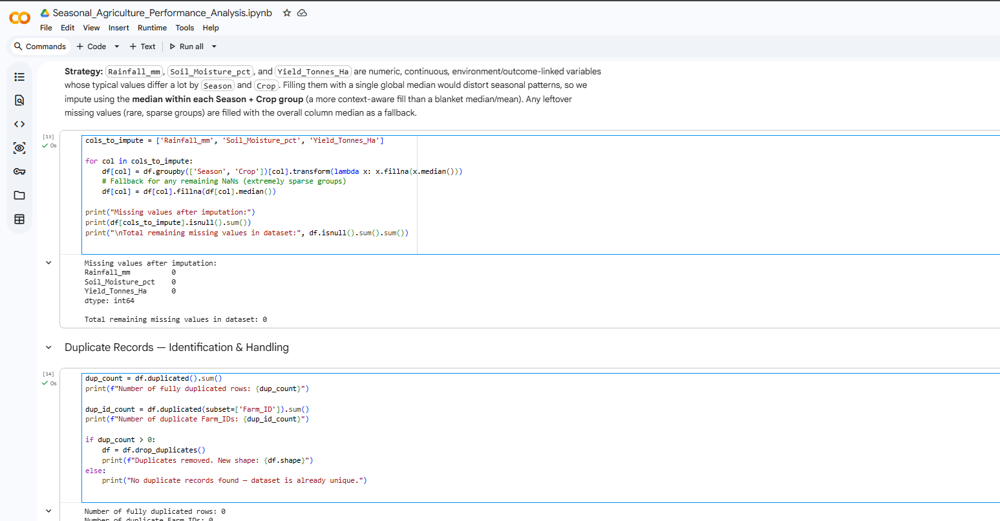 Seasonal_Agriculture_Performance_Analysis.ipynb
File Edit View Insert Runtime Tools Help
Commands + Code + Text Run all
Strategy: Rainfall_mm, Soil_Moisture_pct, and Yield_Tonnes_Ha are numeric, continuous, environment/outcome-linked variables
whose typical values differ a lot by Season and Crop. Filling them with a single global median would distort seasonal patterns, so we
impute using the median within each Season + Crop group (a more context-aware fill than a blanket median/mean). Any leftover
missing values (rare, sparse groups) are filled with the overall column median as a fallback.
[13]
0s
cols_to_impute = ['Rainfall_mm', 'Soil_Moisture_pct', 'Yield_Tonnes_Ha']
for col in cols_to_impute:
    df[col] = df.groupby(['Season', 'Crop'])[col].transform(lambda x: x.fillna(x.median()))
    # Fallback for any remaining NaNs (extremely sparse groups)
    df[col] = df[col].fillna(df[col].median())
print("Missing values after imputation:")
print(df[cols_to_impute].isnull().sum())
print("\nTotal remaining missing values in dataset:", df.isnull().sum().sum())
Missing values after imputation:
Rainfall_mm 0
Soil_Moisture_pct 0
Yield_Tonnes_Ha 0
dtype: int64
Total remaining missing values in dataset: 0
Duplicate Records — Identification & Handling
[14]
0s
dup_count = df.duplicated().sum()
print(f"Number of fully duplicated rows: {dup_count}")
dup_id_count = df.duplicated(subset=['Farm_ID']).sum()
print(f"Number of duplicate Farm_IDs: {dup_id_count}")
if dup_count > 0:
    df = df.drop_duplicates()
    print(f"Duplicates removed. New shape: {df.shape}")
else:
    print("No duplicate records found — dataset is already unique.")
Number of fully duplicated rows: 0
Number of duplicate Farm_IDs: 0